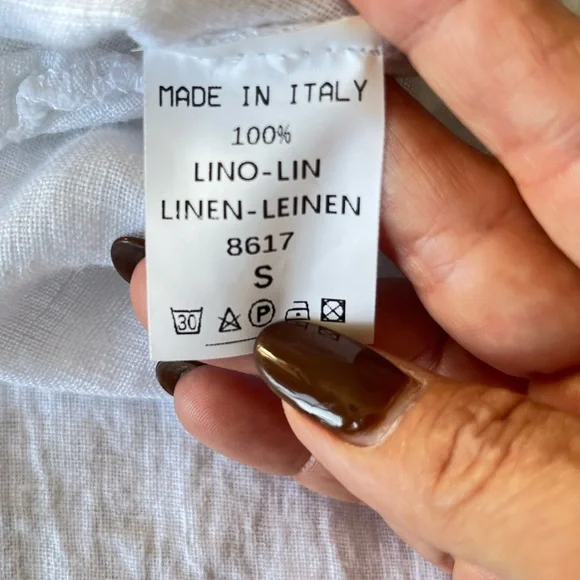 MADE IN ITALY
100%
LINO-LIN
LINEN-LEINEN
8617
S
30 P